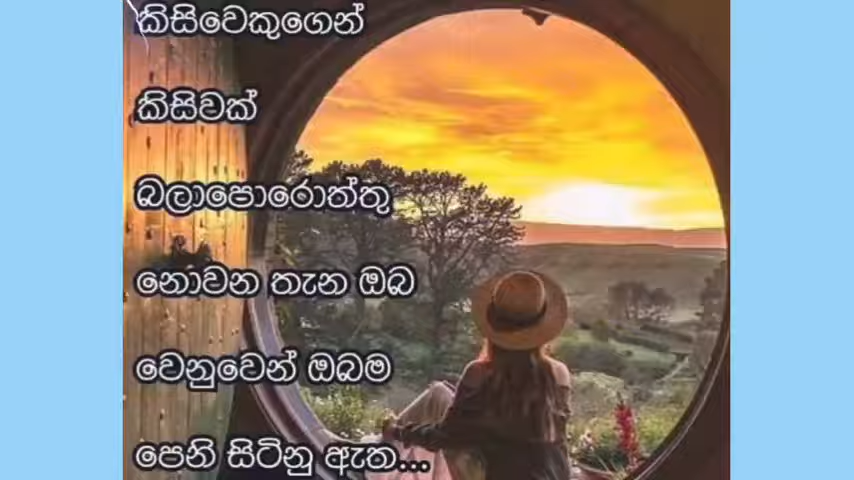 කිසිවෙකුගෙන්
කිසිවක්
බලාපොරොත්තු
නොවන තැන ඔබ
වෙනුවෙන් ඔබම
පෙනි සිටිනු ඇත...